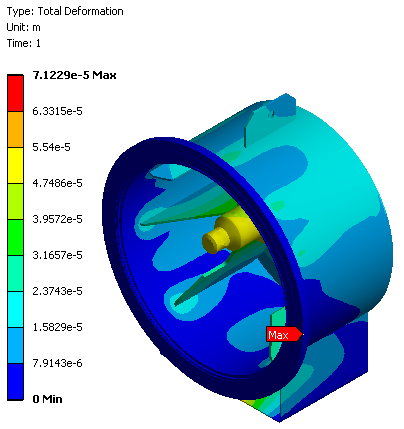 Type: Total Deformation
Unit: m
Time: 1
7.1229e-5 Max
6.3315e-5
5.54e-5
4.7486e-5
3.9572e-5
3.1657e-5
2.3743e-5
1.5829e-5
7.9143e-6
0 Min
Max